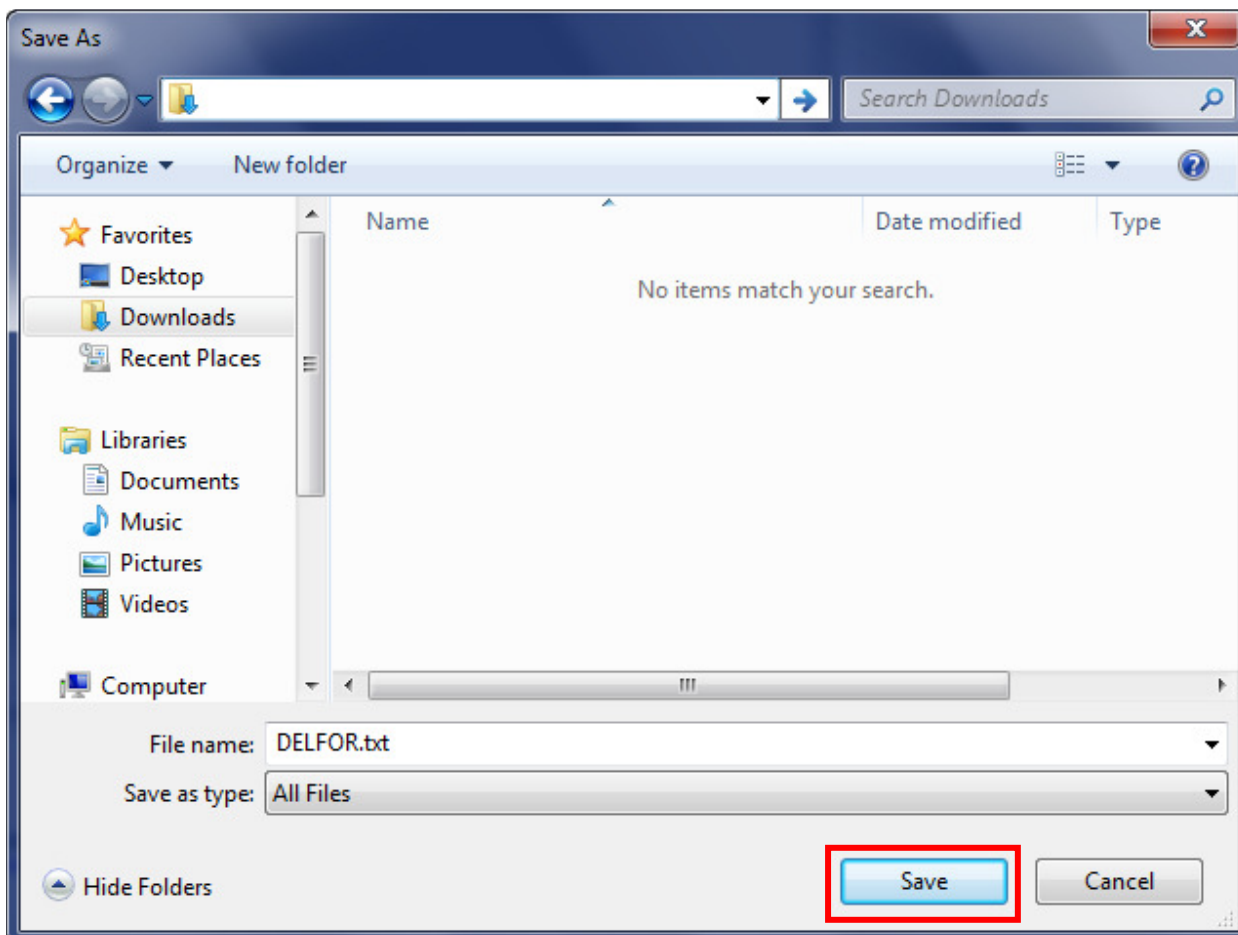 Save As
Search Downloads
Organize New folder
Name Date modified Type
Favorites
Desktop
Downloads
Recent Places
Libraries
Documents
Music
Pictures
Videos
Computer
No items match your search.
File name: DELFOR.txt
Save as type: All Files
Hide Folders Save Cancel